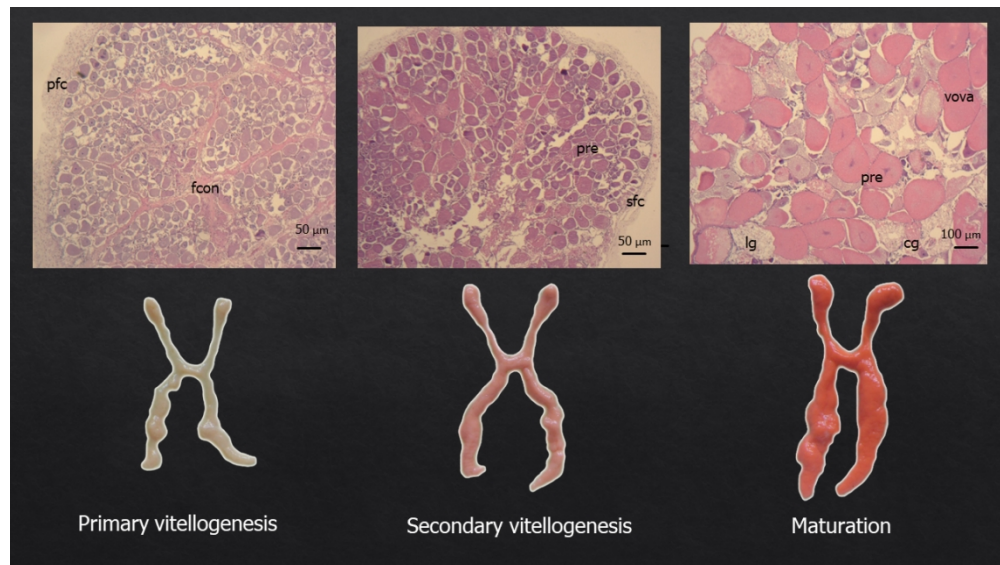 pfc
fcon
50 μm
pre
sfc
50 μm
vova
pre
lg
cg
100 μm
Primary vitellogenesis
Secondary vitellogenesis
Maturation